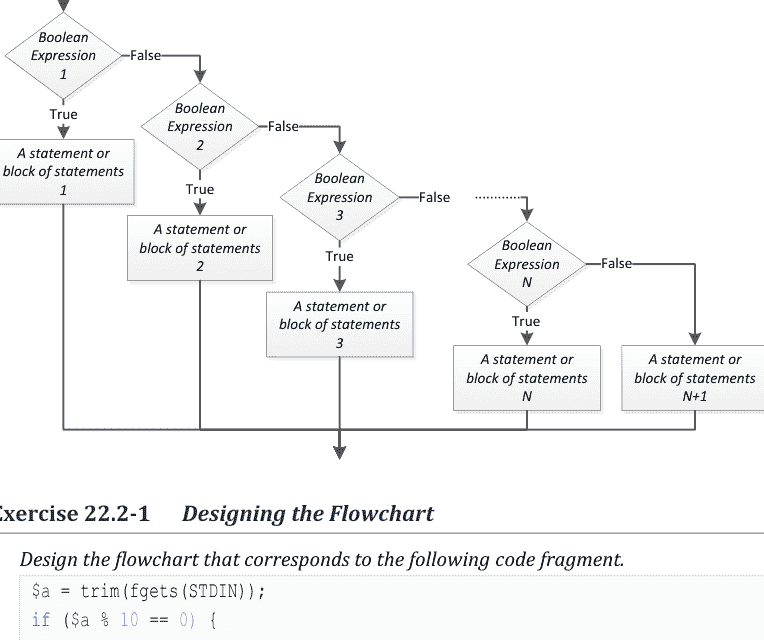 Boolean
Expression
1
False
True
A statement or
block of statements
1
Boolean
Expression
2
False
True
A statement or
block of statements
2
Boolean
Expression
3
False
True
A statement or
block of statements
3
Boolean
Expression
N
False
True
A statement or
block of statements
N
A statement or
block of statements
N+1
Exercise 22.2-1 Designing the Flowchart
Design the flowchart that corresponds to the following code fragment.
$a = trim(fgets(STDIN));
if ($a % 10 == 0) {